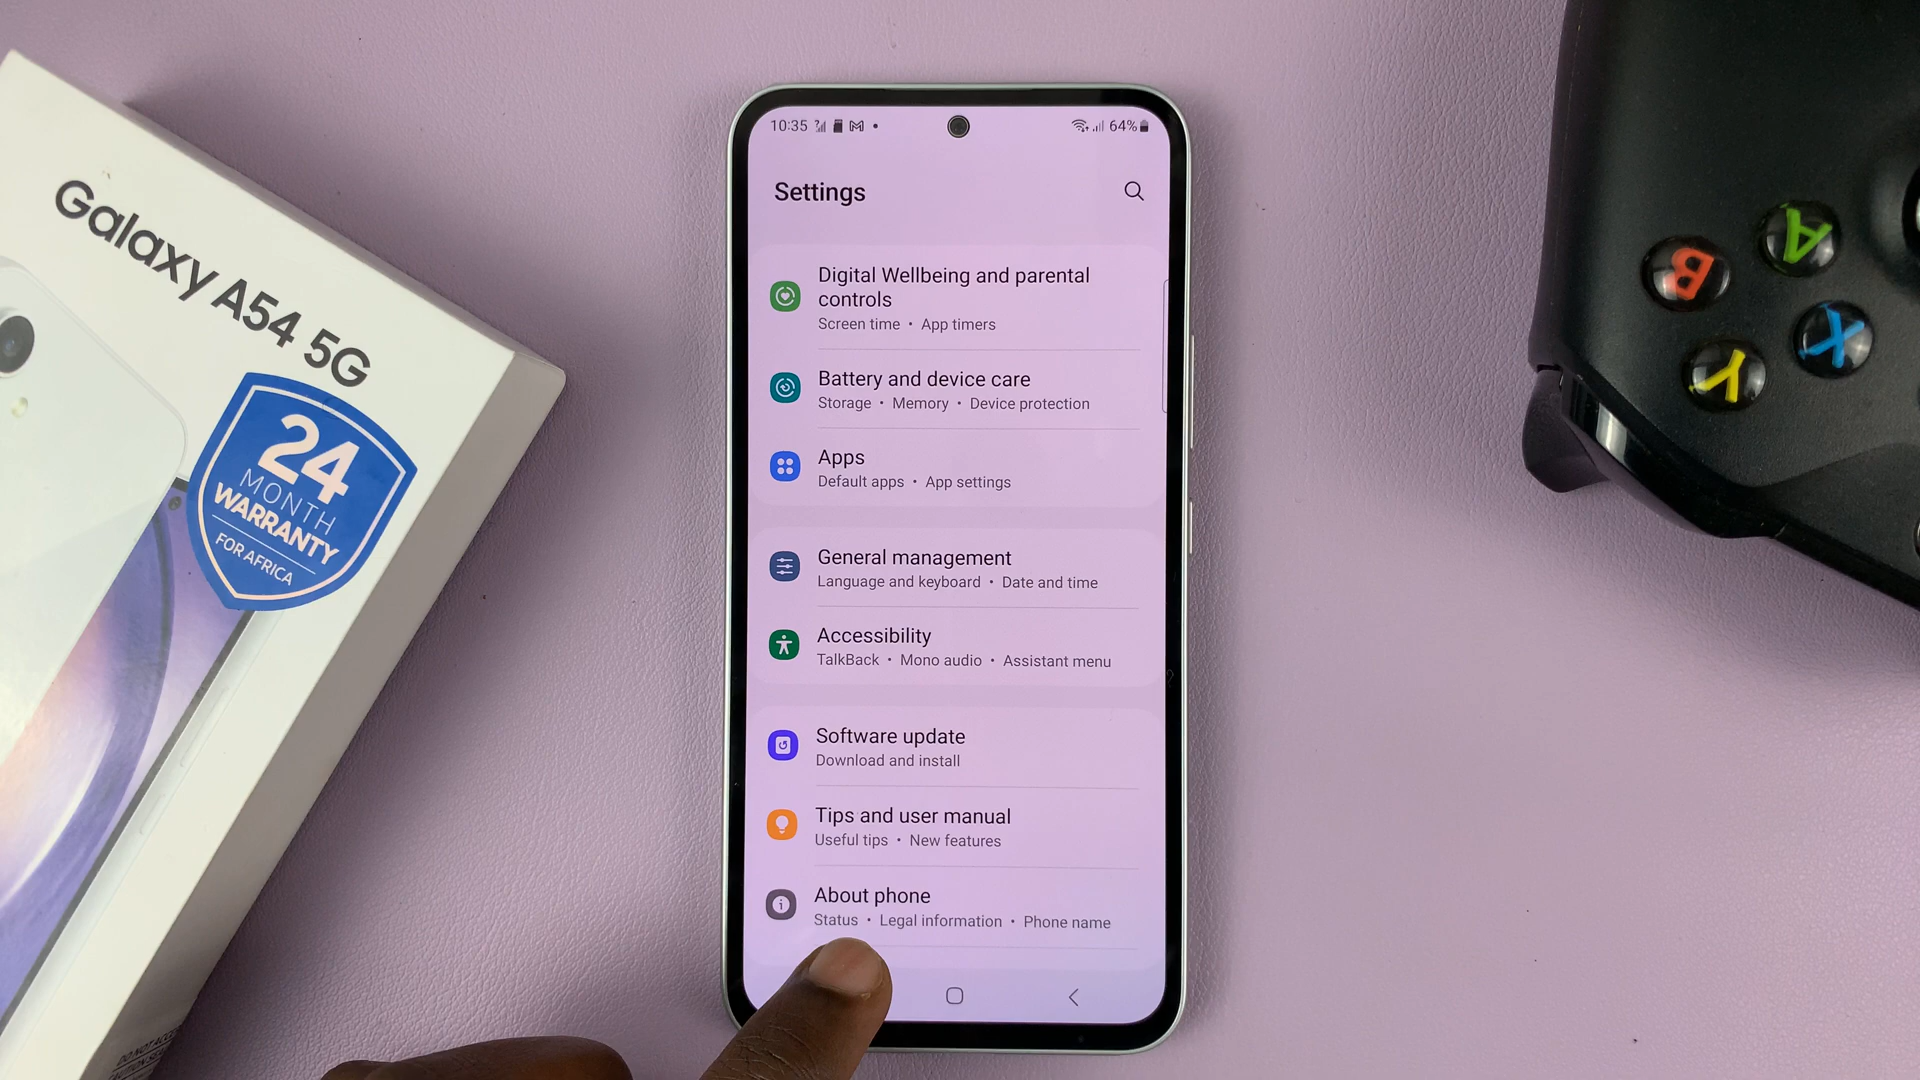 Galaxy A54 5G
24
MONTH
WARRANTY
FOR AFRICA
10:35
64%
Settings
Digital Wellbeing and parental
controls
Screen time • App timers
Battery and device care
Storage • Memory • Device protection
Apps
Default apps • App settings
General management
Language and keyboard • Date and time
Accessibility
TalkBack • Mono audio • Assistant menu
Software update
Download and install
Tips and user manual
Useful tips • New features
About phone
Status • Legal information • Phone name
A
B
X
Y